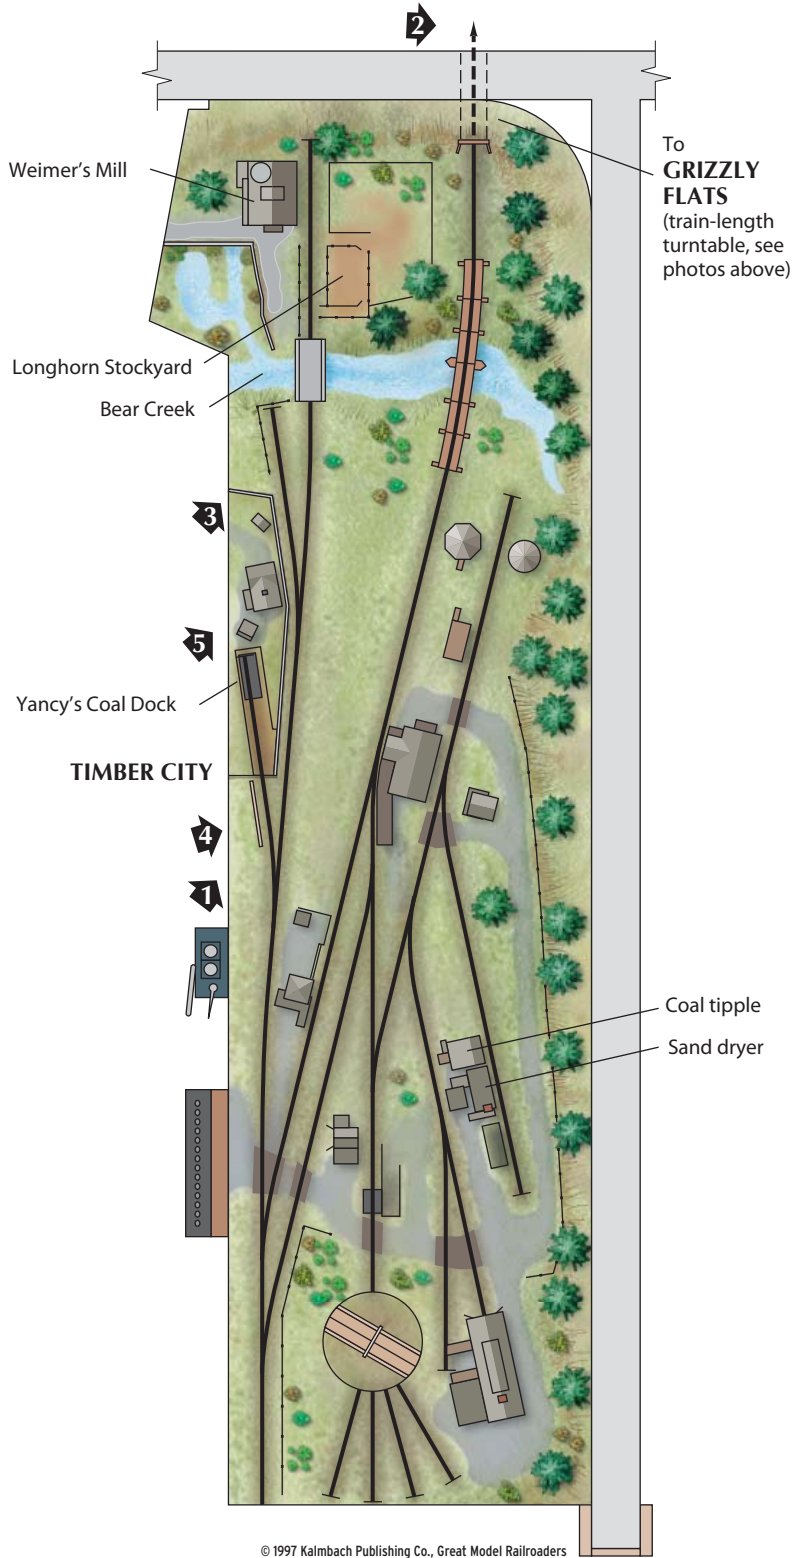 2
Weimer's Mill
To
GRIZZLY
FLATS
(train-length
turntable, see
photos above)
Longhorn Stockyard
Bear Creek
3
5
Yancy's Coal Dock
TIMBER CITY
4
1
Coal tipple
Sand dryer
© 1997 Kalmbach Publishing Co., Great Model Railroaders